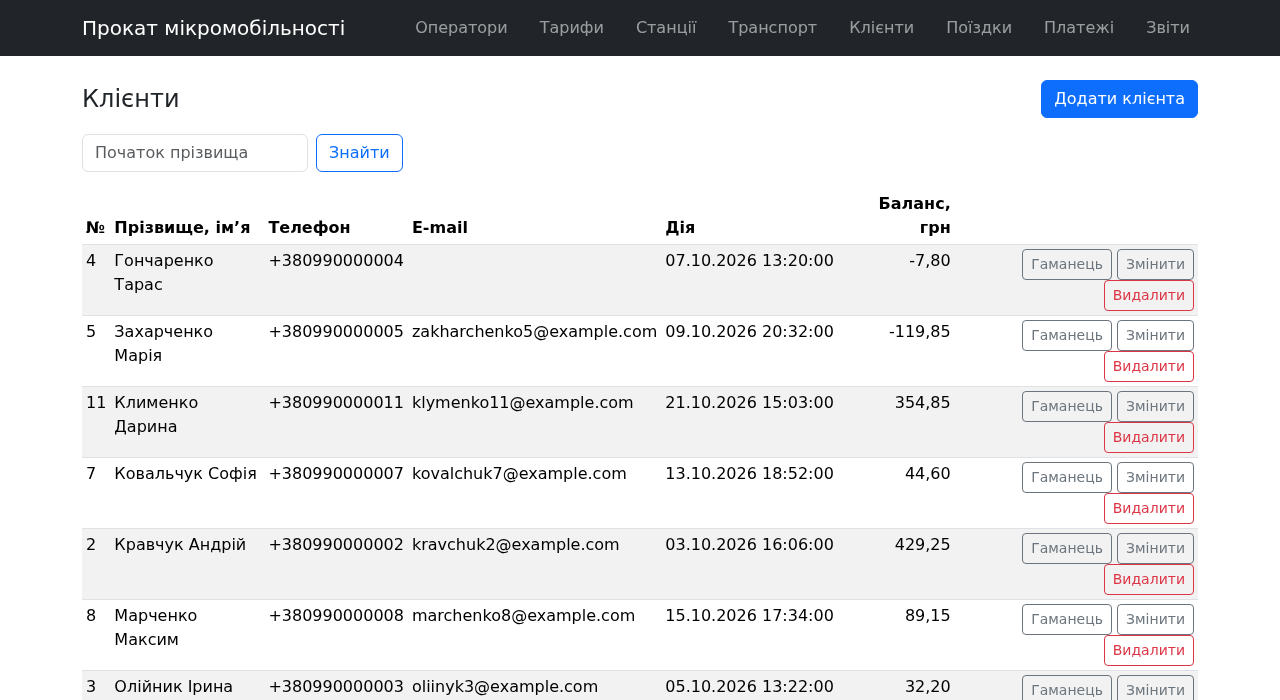 Прокат мікромобільності Оператори Тарифи Станції Транспорт Клієнти Поїздки Платежі Звіти
Клієнти Додати клієнта
Початок прізвища Знайти
№ Прізвище, ім’я Телефон E-mail Дія Баланс, грн
4 Гончаренко Тарас +380990000004 07.10.2026 13:20:00 -7,80 Гаманець Змінити Видалити
5 Захарченко Марія +380990000005 zakharchenko5@example.com 09.10.2026 20:32:00 -119,85 Гаманець Змінити Видалити
11 Клименко Дарина +380990000011 klymenko11@example.com 21.10.2026 15:03:00 354,85 Гаманець Змінити Видалити
7 Ковальчук Софія +380990000007 kovalchuk7@example.com 13.10.2026 18:52:00 44,60 Гаманець Змінити Видалити
2 Кравчук Андрій +380990000002 kravchuk2@example.com 03.10.2026 16:06:00 429,25 Гаманець Змінити Видалити
8 Марченко Максим +380990000008 marchenko8@example.com 15.10.2026 17:34:00 89,15 Гаманець Змінити Видалити
3 Олійник Ірина +380990000003 oliinyk3@example.com 05.10.2026 13:22:00 32,20 Гаманець Змінити